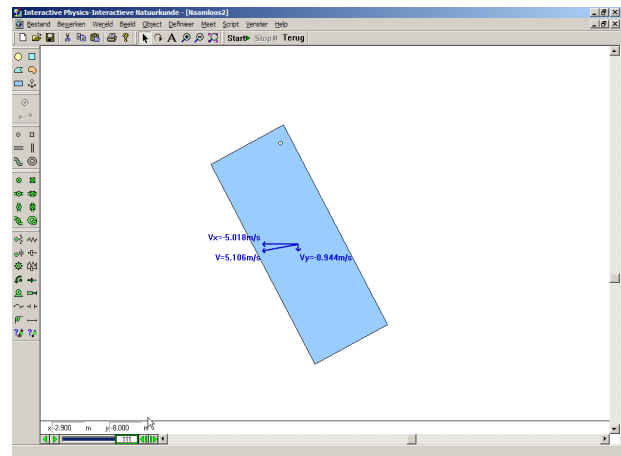 Interactive Physics-Interactieve Natuurkunde - [Naamloos2]
Bestand Bewerken Wereld Beeld Object Definieer Meet Script Venster Help
A Start Stop Terug
Vx=-5.018m/s
V=5.106m/s Vy=-0.944m/s
x -2.900 m y -8.000 m
111